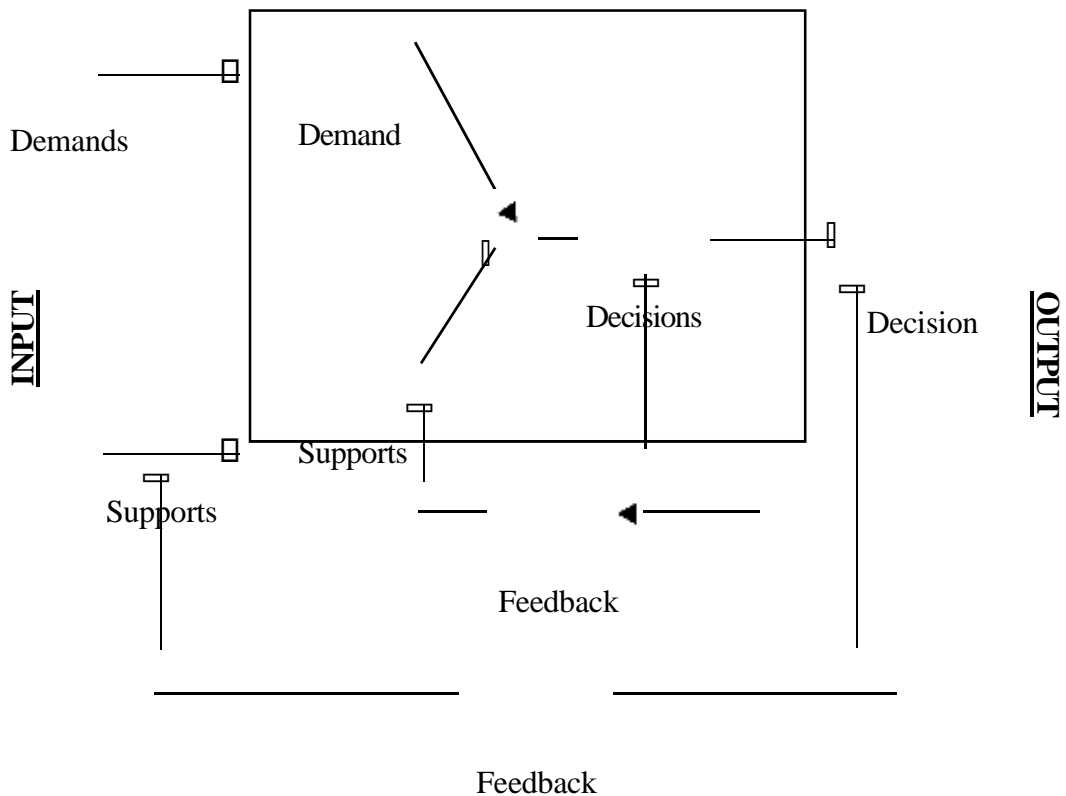 Demands
Demand
INPUT
Decisions
Decision
OUTPUT
Supports
Supports
Feedback
Feedback